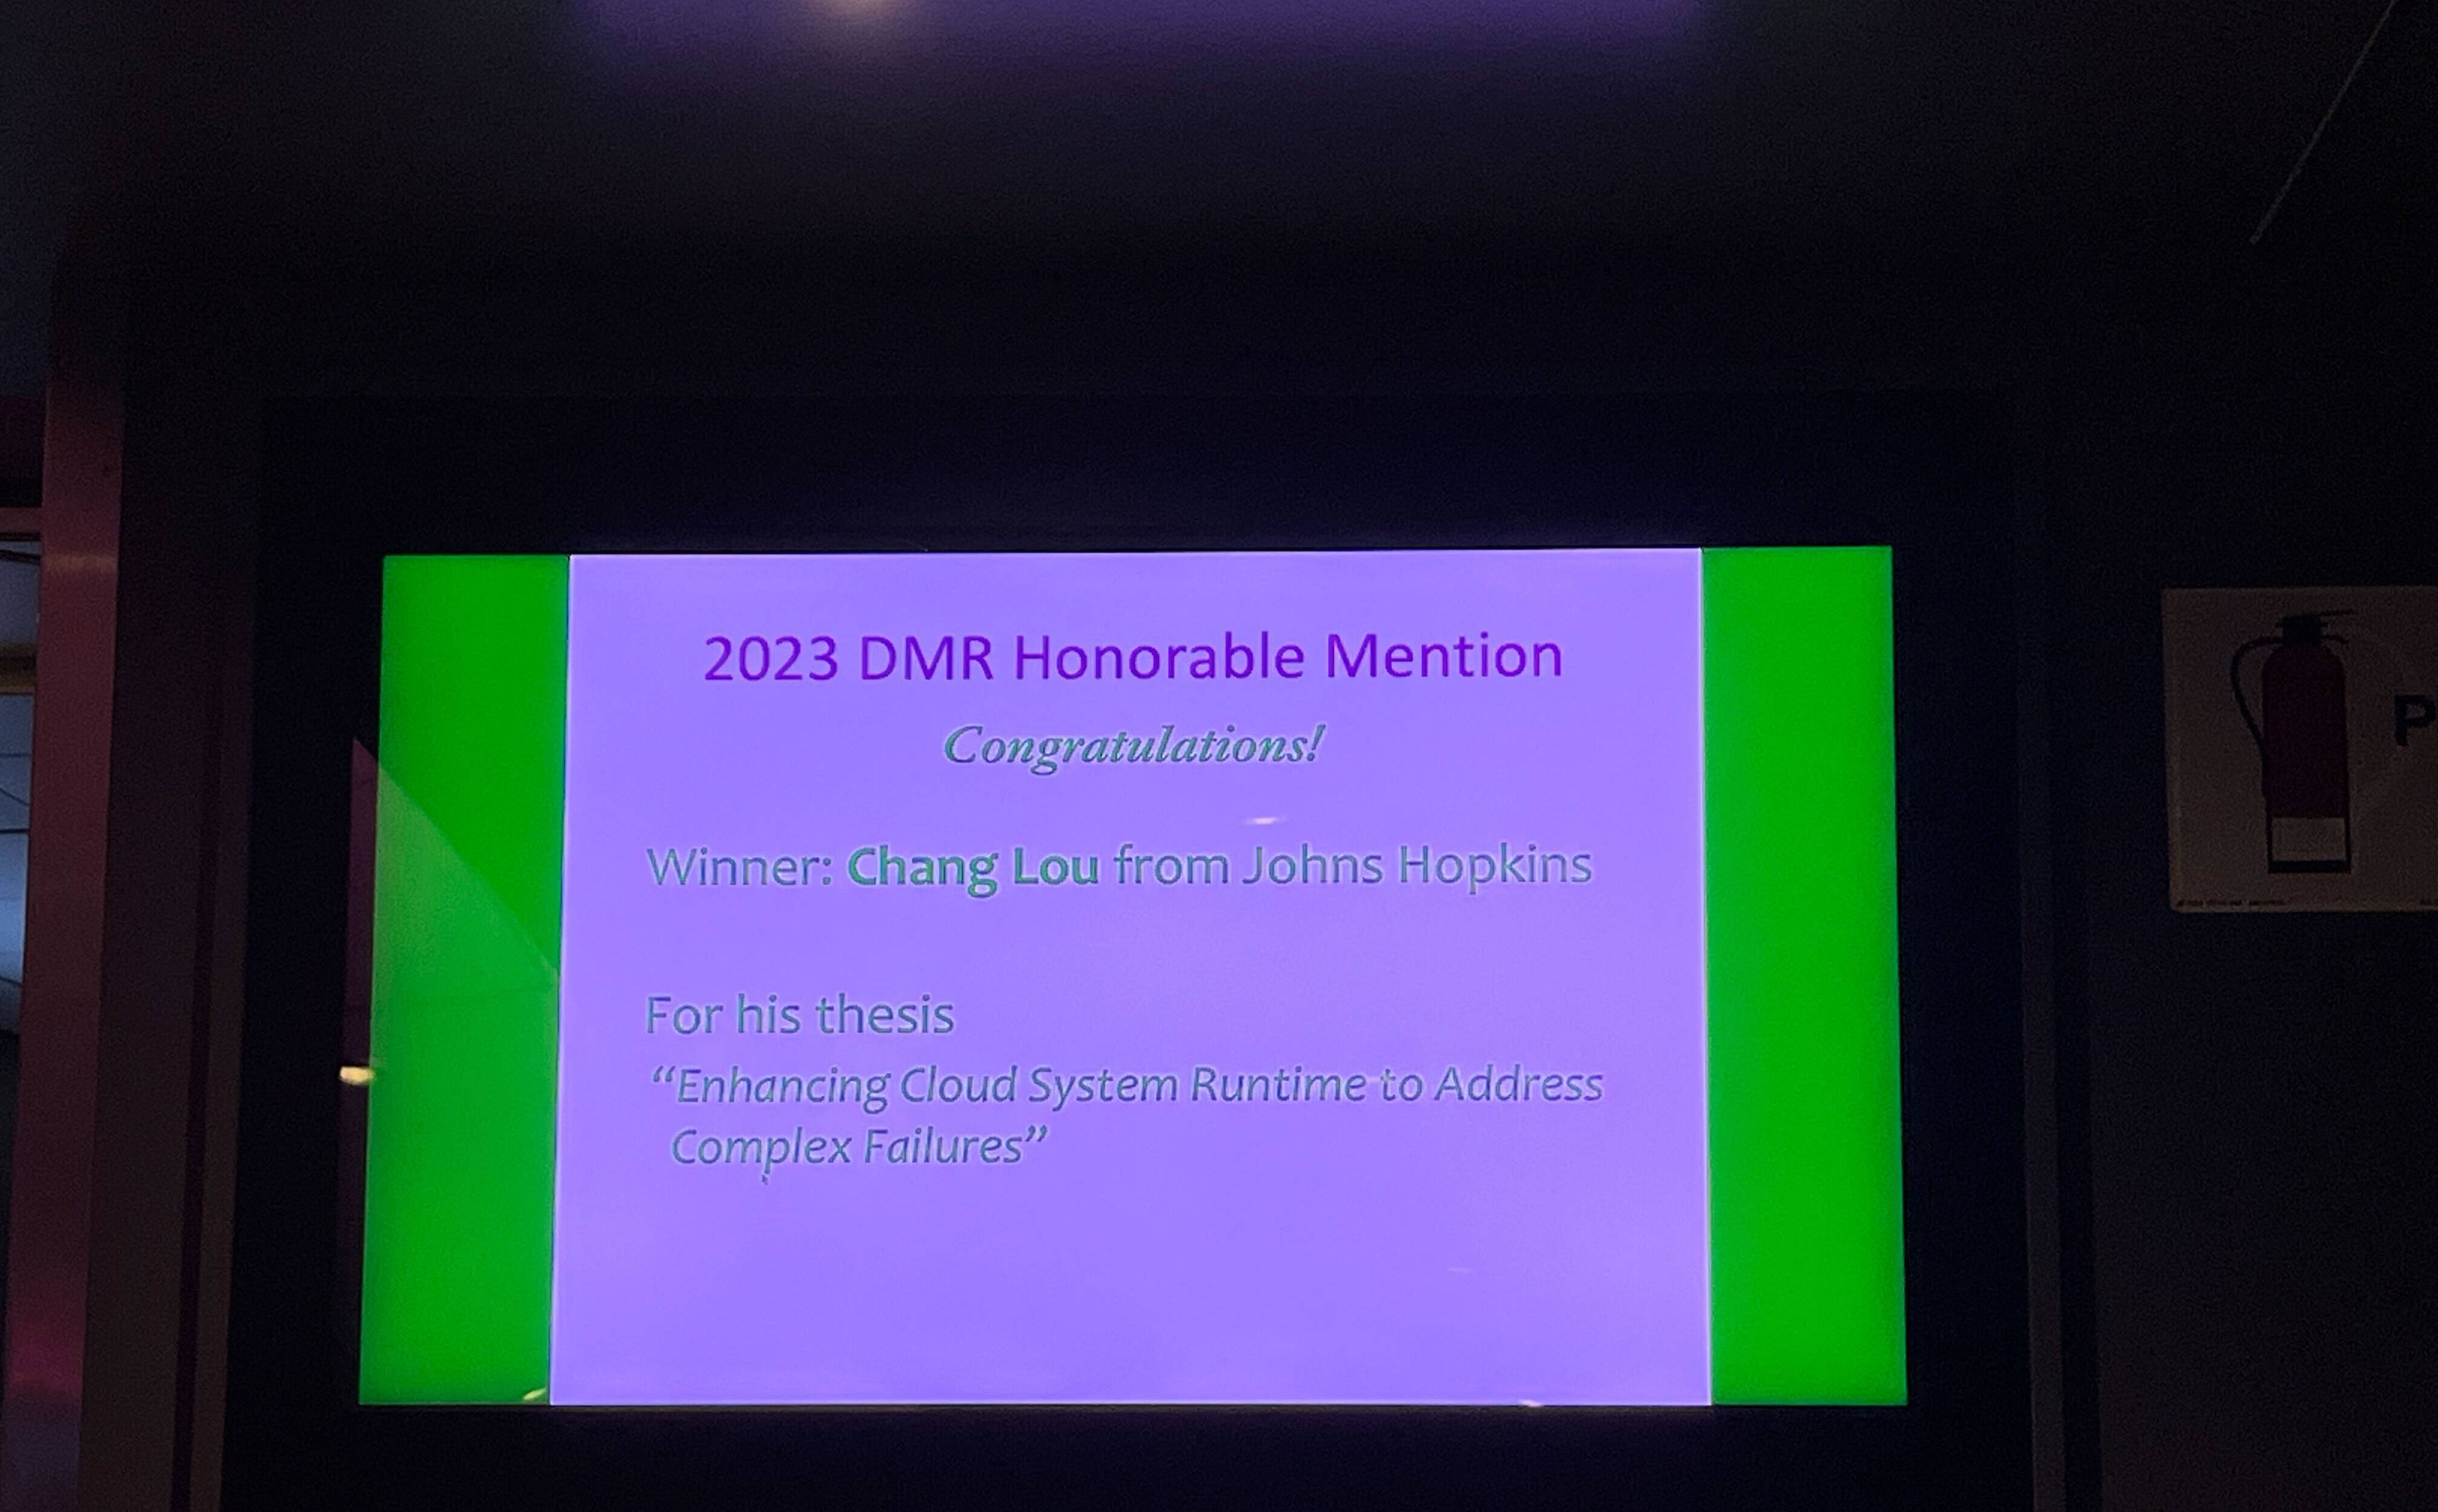 2023 DMR Honorable Mention
Congratulations!
Winner: Chang Lou from Johns Hopkins
For his thesis
“Enhancing Cloud System Runtime to Address
Complex Failures”
P